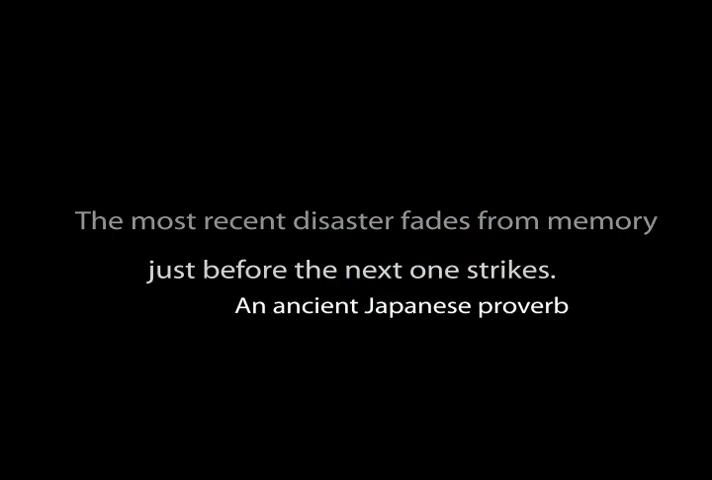 The most recent disaster fades from memory
just before the next one strikes.
An ancient Japanese proverb